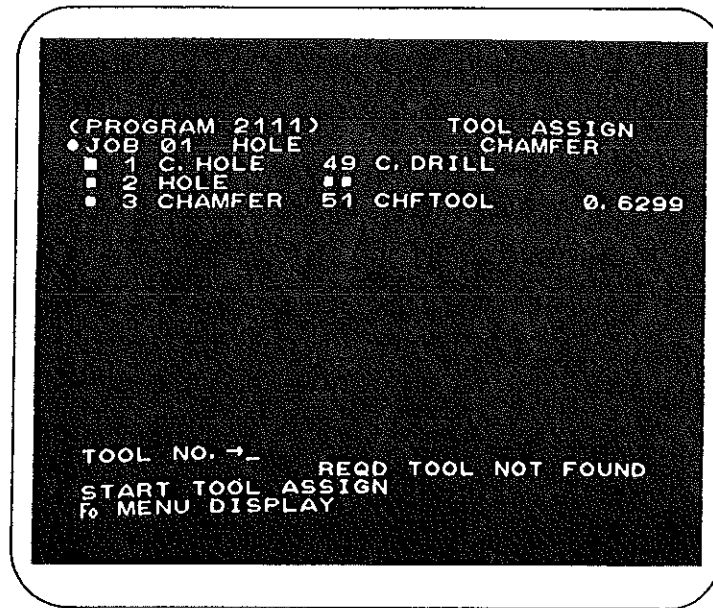 (PROGRAM 2111) TOOL ASSIGN
●JOB 01 HOLE CHAMFER
■ 1 C. HOLE 49 C. DRILL
■ 2 HOLE ■■
■ 3 CHAMFER 51 CHFTOOL 0.6299
TOOL NO. →_
REQD TOOL NOT FOUND
START TOOL ASSIGN
F0 MENU DISPLAY